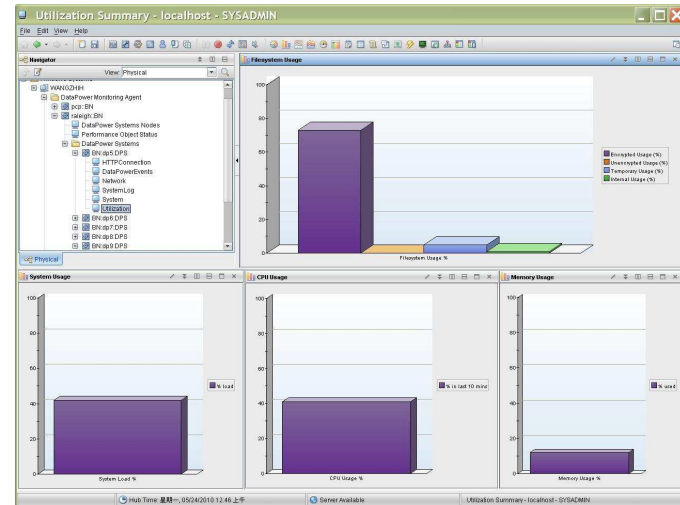 Utilization Summary - localhost - SYSADMIN
File Edit View Help
Navigator
View: Physical
WANGZHIH
DataPower Monitoring Agent
pcp::BN
raleigh::BN
DataPower Systems Nodes
Performance Object Status
DataPower Systems
BN:dp5:DPS
HTTPConnection
DataPowerEvents
Network
SystemLog
System
Utilization
BN:dp6:DPS
BN:dp7:DPS
BN:dp8:DPS
BN:dp9:DPS
Physical
Filesystem Usage
100
80
60
40
20
0
Filesystem Usage %
Encrypted Usage (%)
Unencrypted Usage (%)
Temporary Usage (%)
Internal Usage (%)
System Usage
100
80
60
40
20
0
System Load %
% load
CPU Usage
100
80
60
40
20
0
CPU Usage %
% in last 10 mins
Memory Usage
100
80
60
40
20
0
Memory Usage %
% used
Hub Time: 星期一, 05/24/2010 12:46 上午
Server Available
Utilization Summary - localhost - SYSADMIN